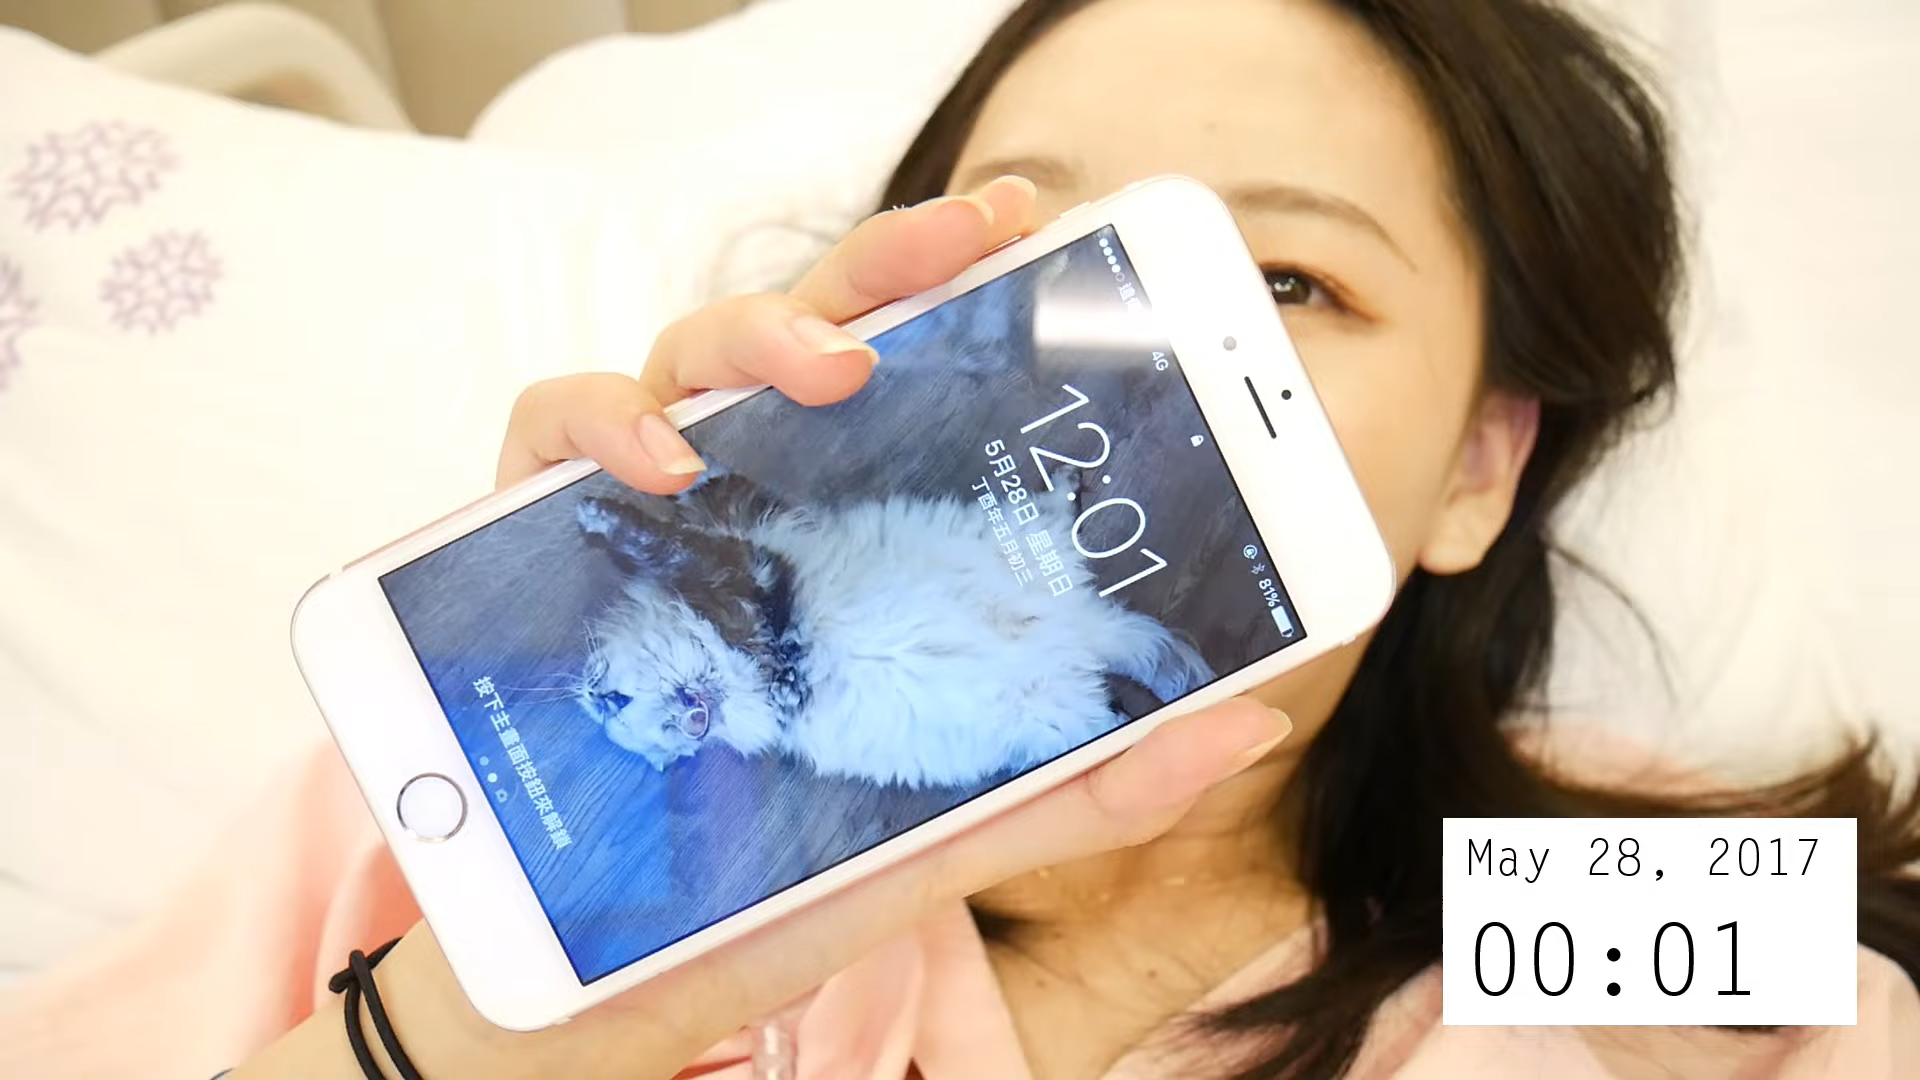 4G
81%
12:01
5月28日 星期日
丁酉年五月初三
按下主畫面按鈕來解鎖
May 28, 2017
00:01